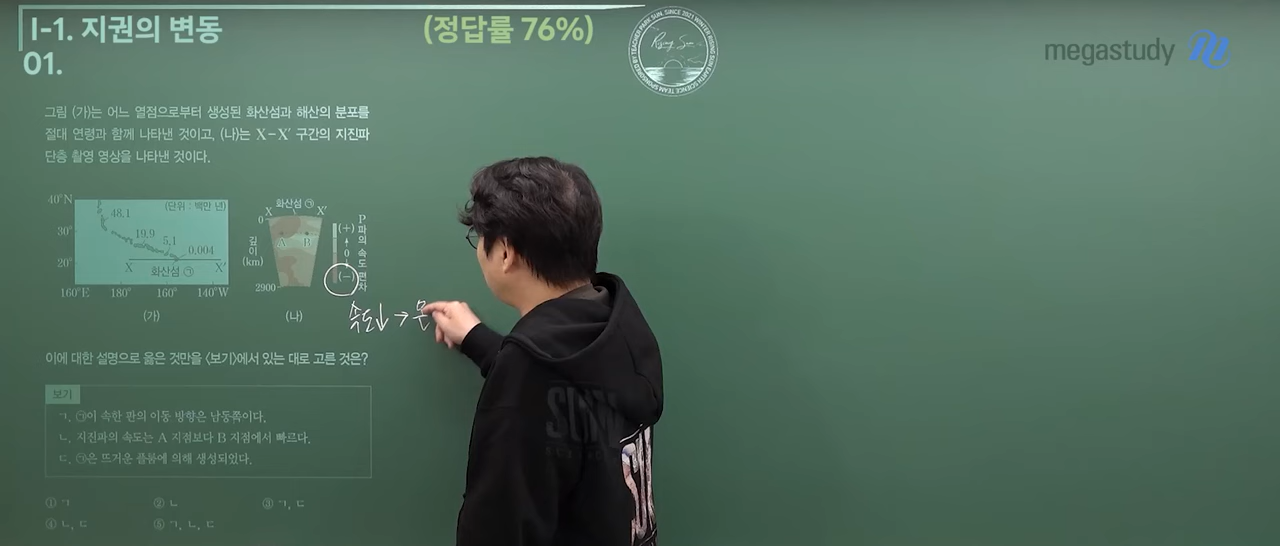 I-1. 지권의 변동
(정답률 76%)
01.
Rising Sun
megastudy
그림 (가)는 어느 열점으로부터 생성된 화산섬과 해산의 분포를
절대 연령과 함께 나타낸 것이고, (나)는 X-X' 구간의 지진파
단층 촬영 영상을 나타낸 것이다.
40°N
(단위 : 백만 년)
48.1
30°
19.9
5.1
0.004
20°
X
X'
화산섬 ㉠
160°E 180° 160° 140°W
(가)
화산섬 ㉠
X
X'
0
A B
깊이
(km)
2900
(나)
P파의 속도 편차
(+)
0
(-)
속도↓ →
이에 대한 설명으로 옳은 것만을 <보기>에서 있는 대로 고른 것은?
보기
ㄱ. ㉠이 속한 판의 이동 방향은 남동쪽이다.
ㄴ. 지진파의 속도는 A 지점보다 B 지점에서 빠르다.
ㄷ. ㉠은 뜨거운 플룸에 의해 생성되었다.
① ㄱ ② ㄴ ③ ㄱ, ㄷ
④ ㄴ, ㄷ ⑤ ㄱ, ㄴ, ㄷ